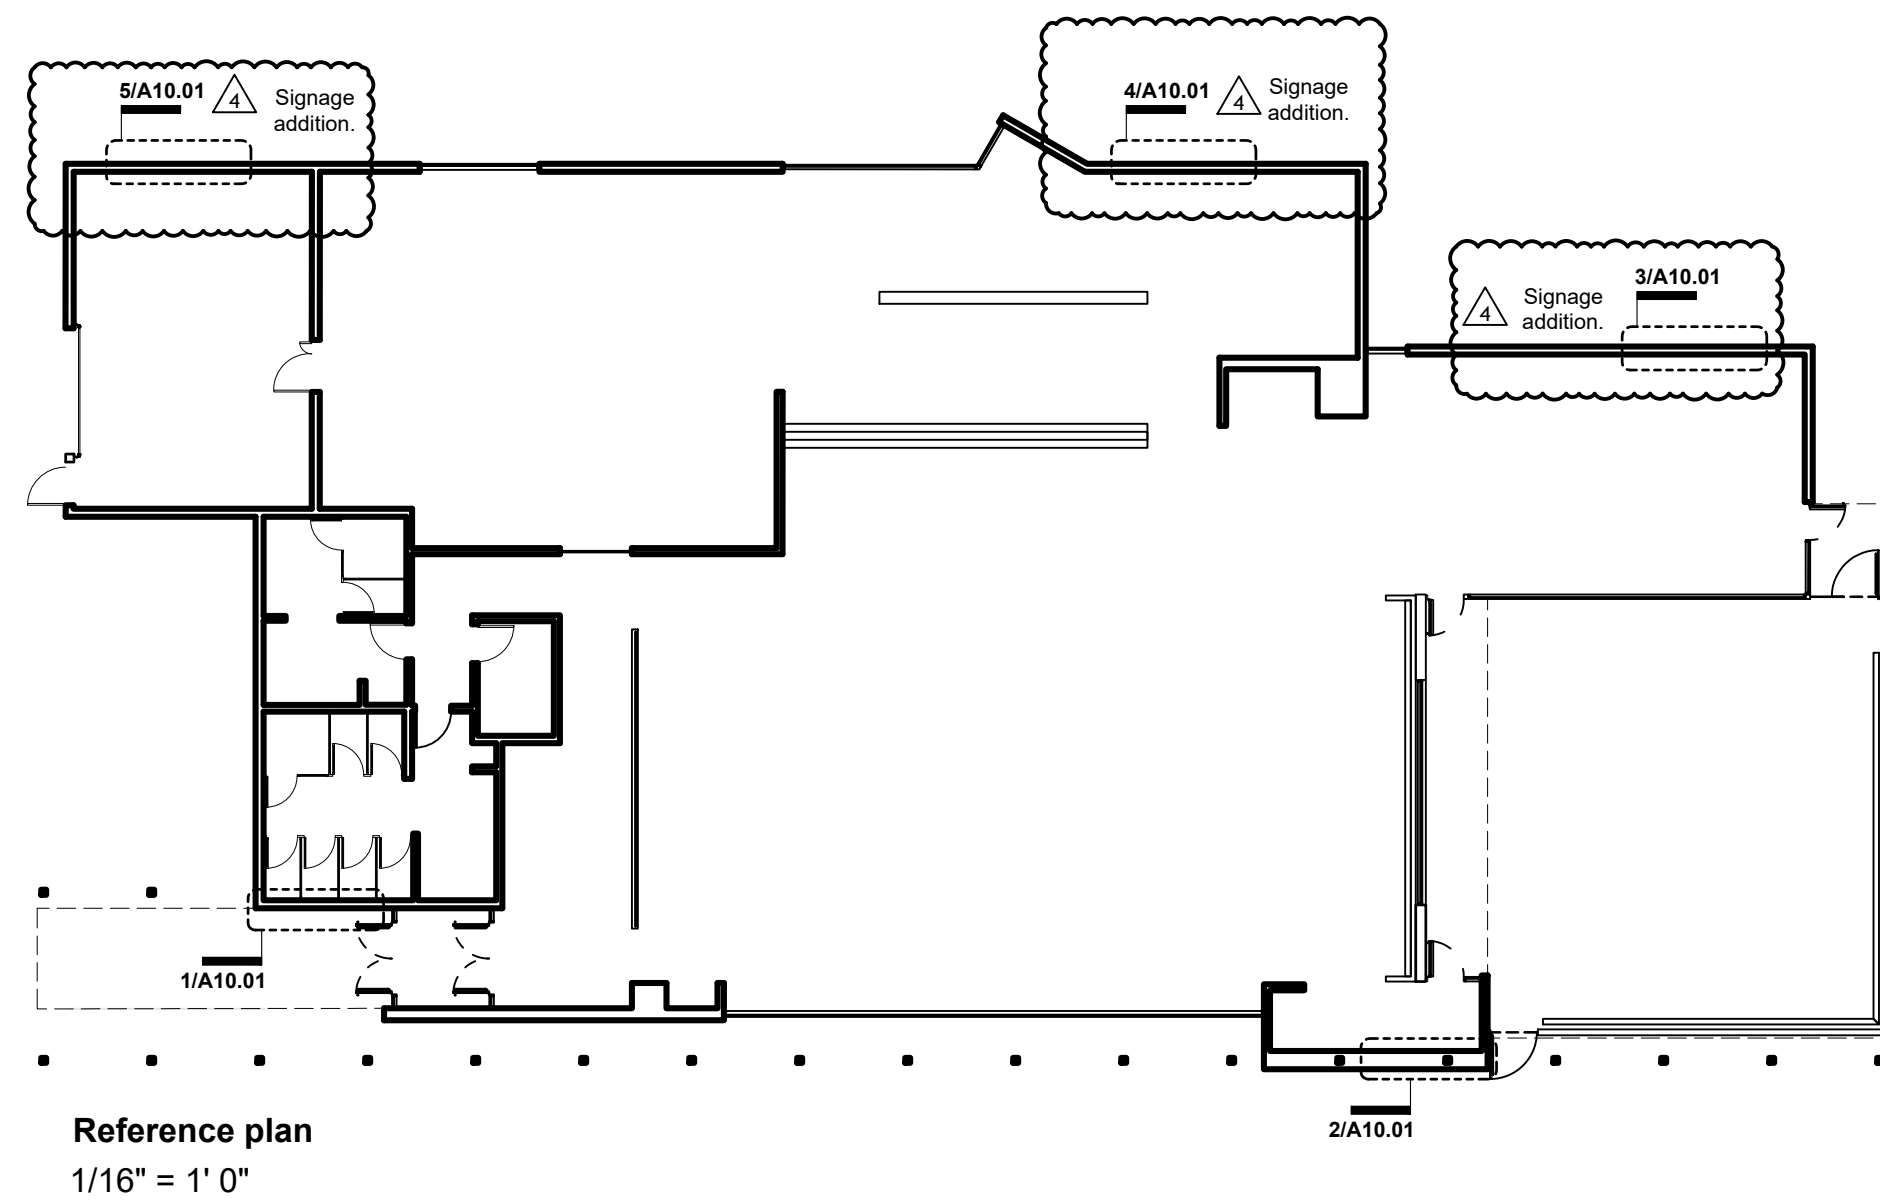 5/A10.01
4
Signage
addition.
4/A10.01
4
Signage
addition.
3/A10.01
4
Signage
addition.
1/A10.01
2/A10.01
Reference plan
1/16" = 1' 0"